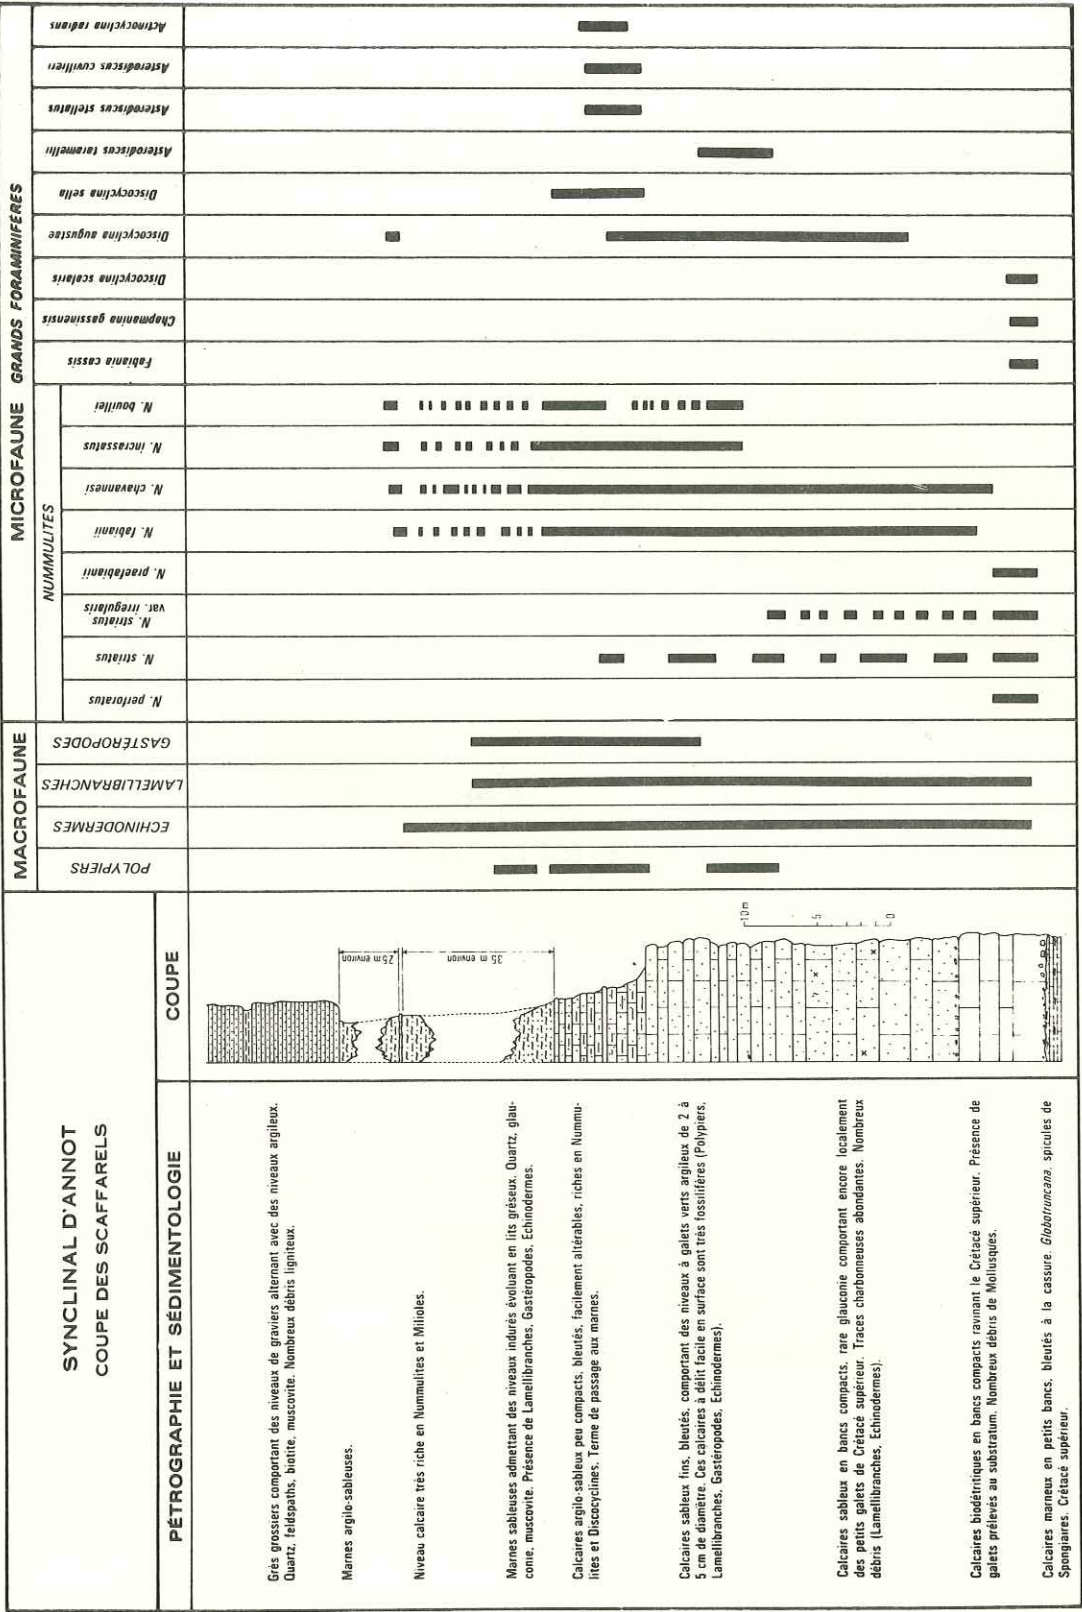 SYNCLINAL D'ANNOT
COUPE DES SCAFFARELS
PÉTROGRAPHIE ET SÉDIMENTOLOGIE
COUPE
MACROFAUNE
POLYPIERS
ECHINODERMES
LAMELLIBRANCHES
GASTÉROPODES
MICROFAUNE GRANDS FORAMINIFÈRES
NUMMULITES
N. perforatus
N. striatus
N. striatus
var. irregularis
N. praefabianii
N. fabianii
N. chavannesi
N. incrassatus
N. bouillei
Fabiania cassis
Chapmanina gassinensis
Discocyclina scalaris
Discocyclina augustae
Discocyclina sella
Asterodiscus taramellii
Asterodiscus stellatus
Asterodiscus cuvillieri
Actinocyclina radians
Grès grossiers comportant des niveaux de graviers alternant avec des niveaux argileux.
Quartz, feldspaths, biotite, muscovite. Nombreux débris ligniteux.
Marnes argilo-sableuses.
Niveau calcaire très riche en Nummulites et Milioles.
Marnes sableuses admettant des niveaux indurés évoluant en lits gréseux. Quartz, glau-
conie, muscovite. Présence de Lamellibranches, Gastéropodes, Echinodermes.
Calcaires argilo-sableux peu compacts, bleutés, facilement altérables, riches en Nummu-
lites et Discocyclines. Terme de passage aux marnes.
Calcaires sableux fins, bleutés, comportant des niveaux à galets verts argileux de 2 à
5 cm de diamètre. Ces calcaires à délit facile en surface sont très fossilifères (Polypiers,
Lamellibranches, Gastéropodes, Echinodermes).
Calcaires sableux en bancs compacts, rare glauconie comportant encore localement
des petits galets de Crétacé supérieur. Traces charbonneuses abondantes. Nombreux
débris (Lamellibranches, Echinodermes).
Calcaires biodétritiques en bancs compacts ravinant le Crétacé supérieur. Présence de
galets prélevés au substratum. Nombreux débris de Mollusques.
Calcaires marneux en petits bancs, bleutés à la cassure. Globotruncana, spicules de
Spongiaires. Crétacé supérieur.
25 m environ
35 m environ
10 m
5
0